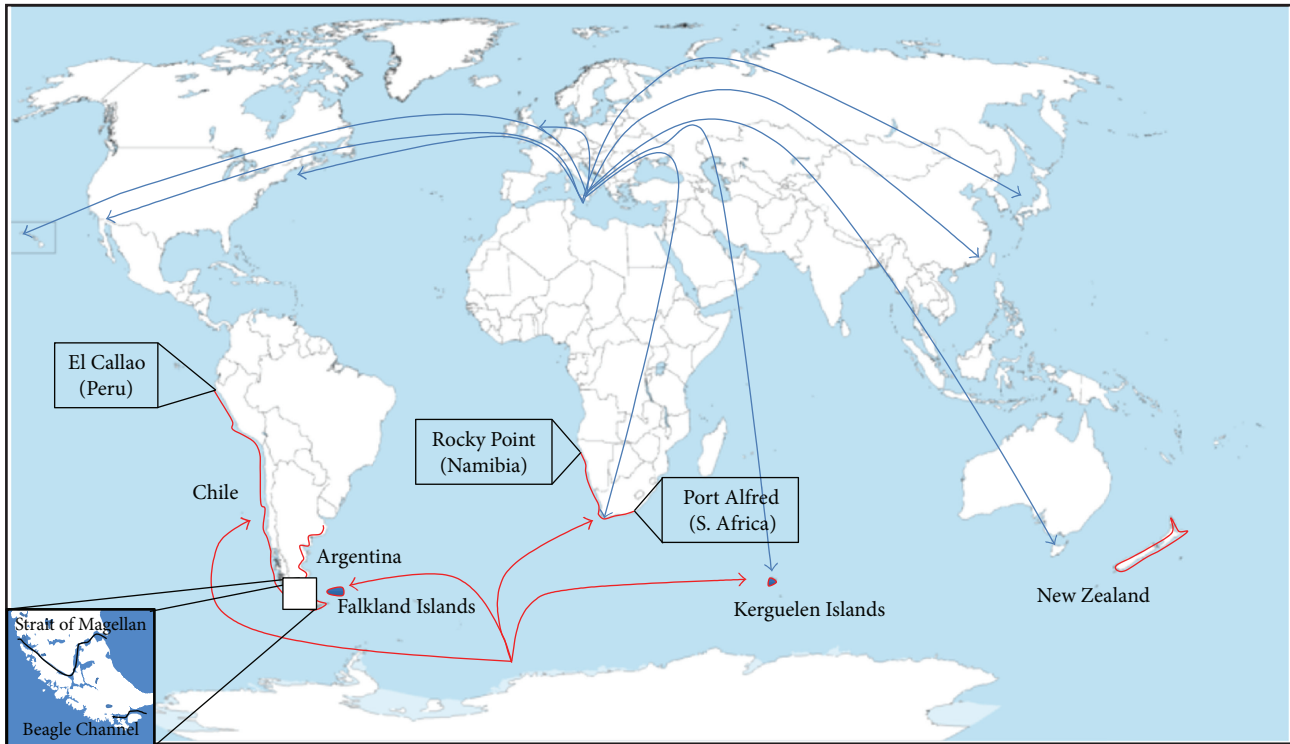 El Callao
(Peru)
Rocky Point
(Namibia)
Port Alfred
(S. Africa)
Chile
Argentina
Falkland Islands
Kerguelen Islands
New Zealand
Strait of Magellan
Beagle Channel